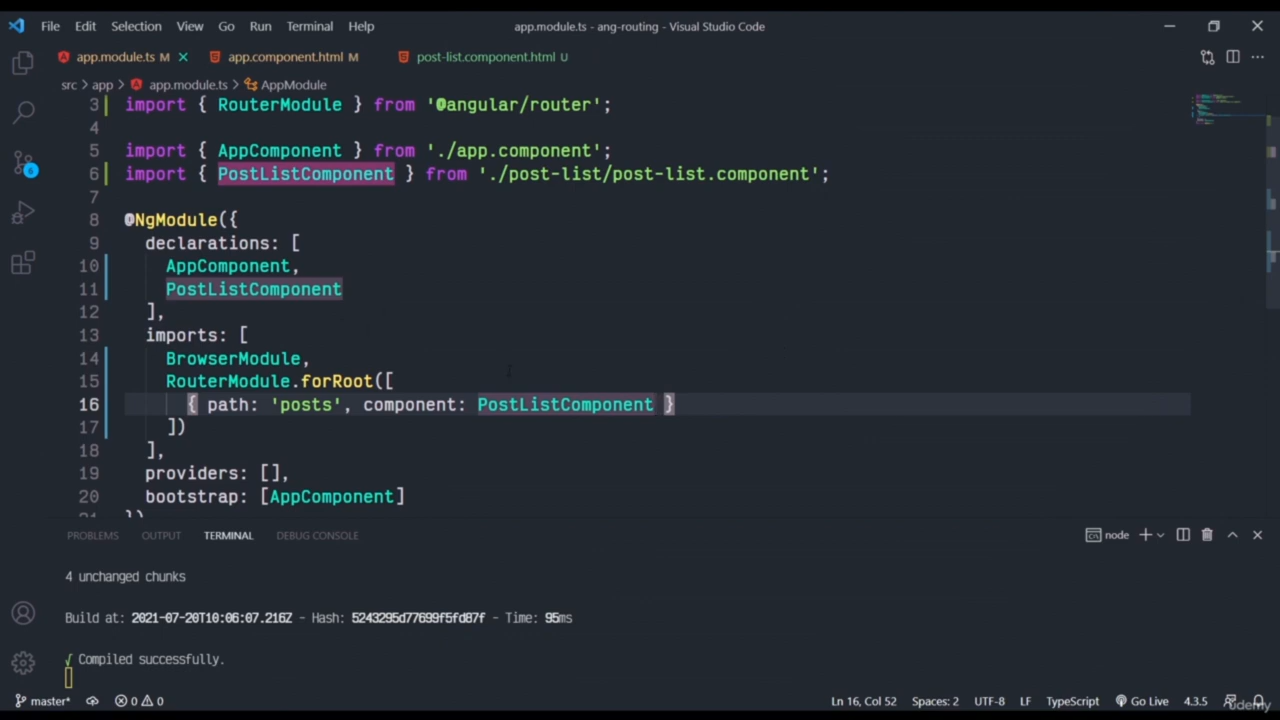 File Edit Selection View Go Run Terminal Help app.module.ts - ang-routing - Visual Studio Code
app.module.ts M app.component.html M post-list.component.html U
src > app > app.module.ts > AppModule
3 import { RouterModule } from '@angular/router';
4
5 import { AppComponent } from './app.component';
6 import { PostListComponent } from './post-list/post-list.component';
7
8 @NgModule({
9 declarations: [
10 AppComponent,
11 PostListComponent
12 ],
13 imports: [
14 BrowserModule,
15 RouterModule.forRoot([
16 { path: 'posts', component: PostListComponent }
17 ])
18 ],
19 providers: [],
20 bootstrap: [AppComponent]
21 })
PROBLEMS OUTPUT TERMINAL DEBUG CONSOLE node
4 unchanged chunks
Build at: 2021-07-20T10:06:07.216Z - Hash: 5243295d77699f5fd87f - Time: 95ms
√ Compiled successfully.
master* 0 0 Ln 16, Col 52 Spaces: 2 UTF-8 LF TypeScript Go Live 4.3.5
udemy